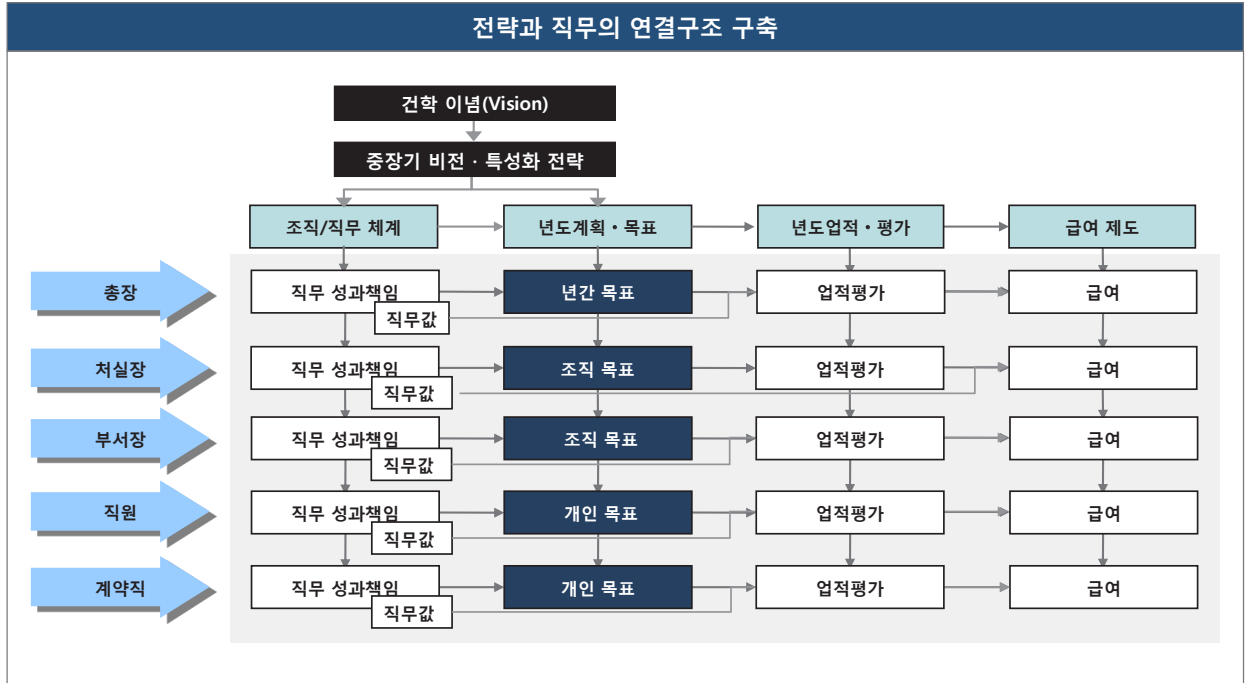 전략과 직무의 연결구조 구축
건학 이념(Vision)
중장기 비전 · 특성화 전략
조직/직무 체계
년도계획・목표
년도업적・평가
급여 제도
총장
직무 성과책임
직무값
년간 목표
업적평가
급여
처실장
직무 성과책임
직무값
조직 목표
업적평가
급여
부서장
직무 성과책임
직무값
조직 목표
업적평가
급여
직원
직무 성과책임
직무값
개인 목표
업적평가
급여
계약직
직무 성과책임
직무값
개인 목표
업적평가
급여